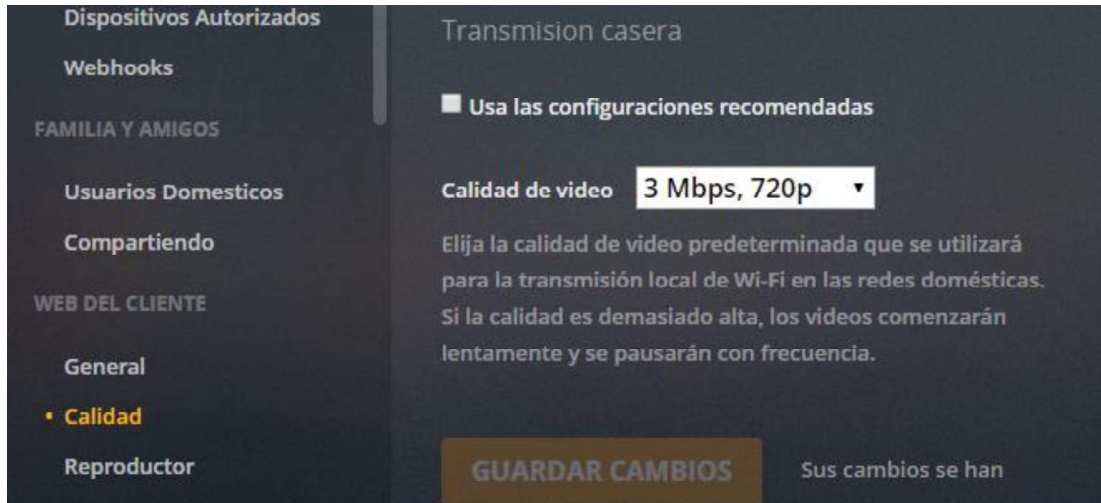 Dispositivos Autorizados
Webhooks
FAMILIA Y AMIGOS
Usuarios Domesticos
Compartiendo
WEB DEL CLIENTE
General
• Calidad
Reproductor
Transmision casera
Usa las configuraciones recomendadas
Calidad de video 3 Mbps, 720p
Elija la calidad de video predeterminada que se utilizará
para la transmisión local de Wi-Fi en las redes domésticas.
Si la calidad es demasiado alta, los videos comenzarán
lentamente y se pausarán con frecuencia.
GUARDAR CAMBIOS Sus cambios se han